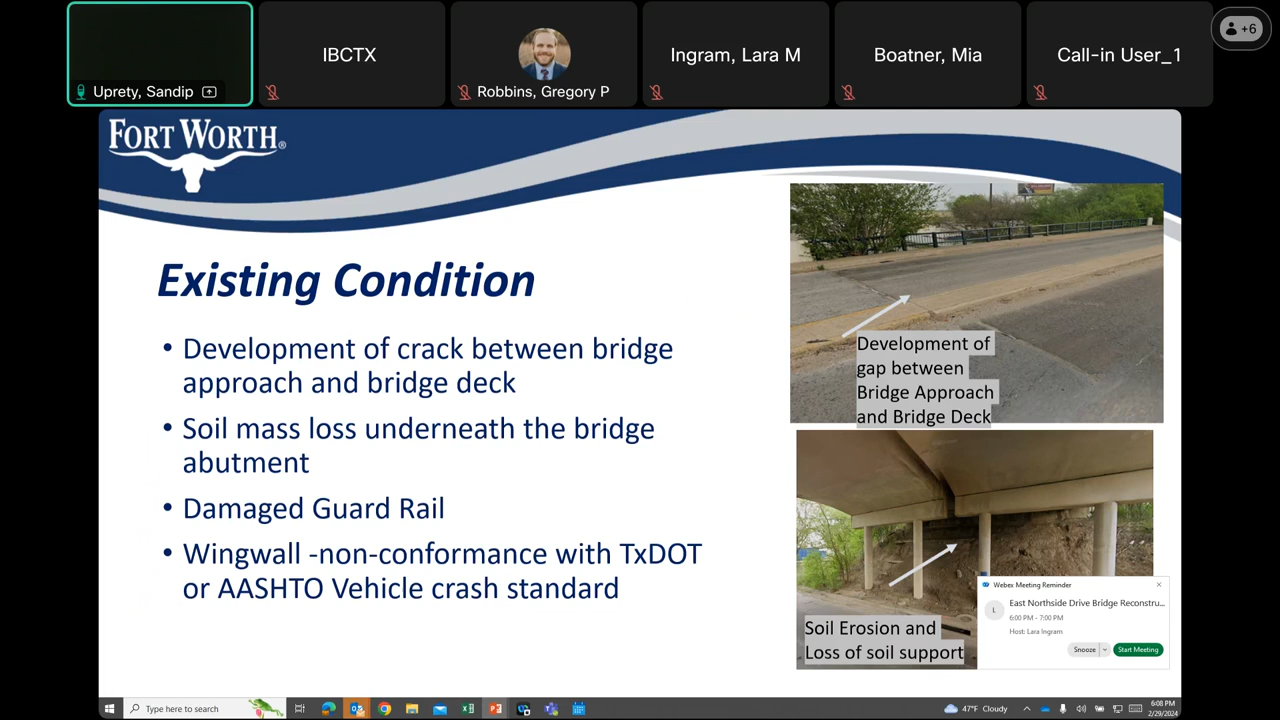 +6
Uprety, Sandip
IBCTX
Robbins, Gregory P
Ingram, Lara M
Boatner, Mia
Call-in User_1
FORT WORTH®
Existing Condition
• Development of crack between bridge
approach and bridge deck
• Soil mass loss underneath the bridge
abutment
• Damaged Guard Rail
• Wingwall -non-conformance with TxDOT
or AASHTO Vehicle crash standard
Development of
gap between
Bridge Approach
and Bridge Deck
Soil Erosion and
Loss of soil support
Webex Meeting Reminder
L
East Northside Drive Bridge Reconstru...
6:00 PM - 7:00 PM
Host: Lara Ingram
Snooze
Start Meeting
Type here to search
47°F Cloudy
6:08 PM
2/29/2024